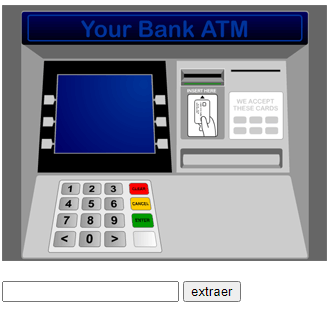 Your Bank ATM
INSERT HERE
WE ACCEPT
THESE CARDS
1 2 3
4 5 6 CANCEL
7 8 9 ENTER
< 0 >
extraer